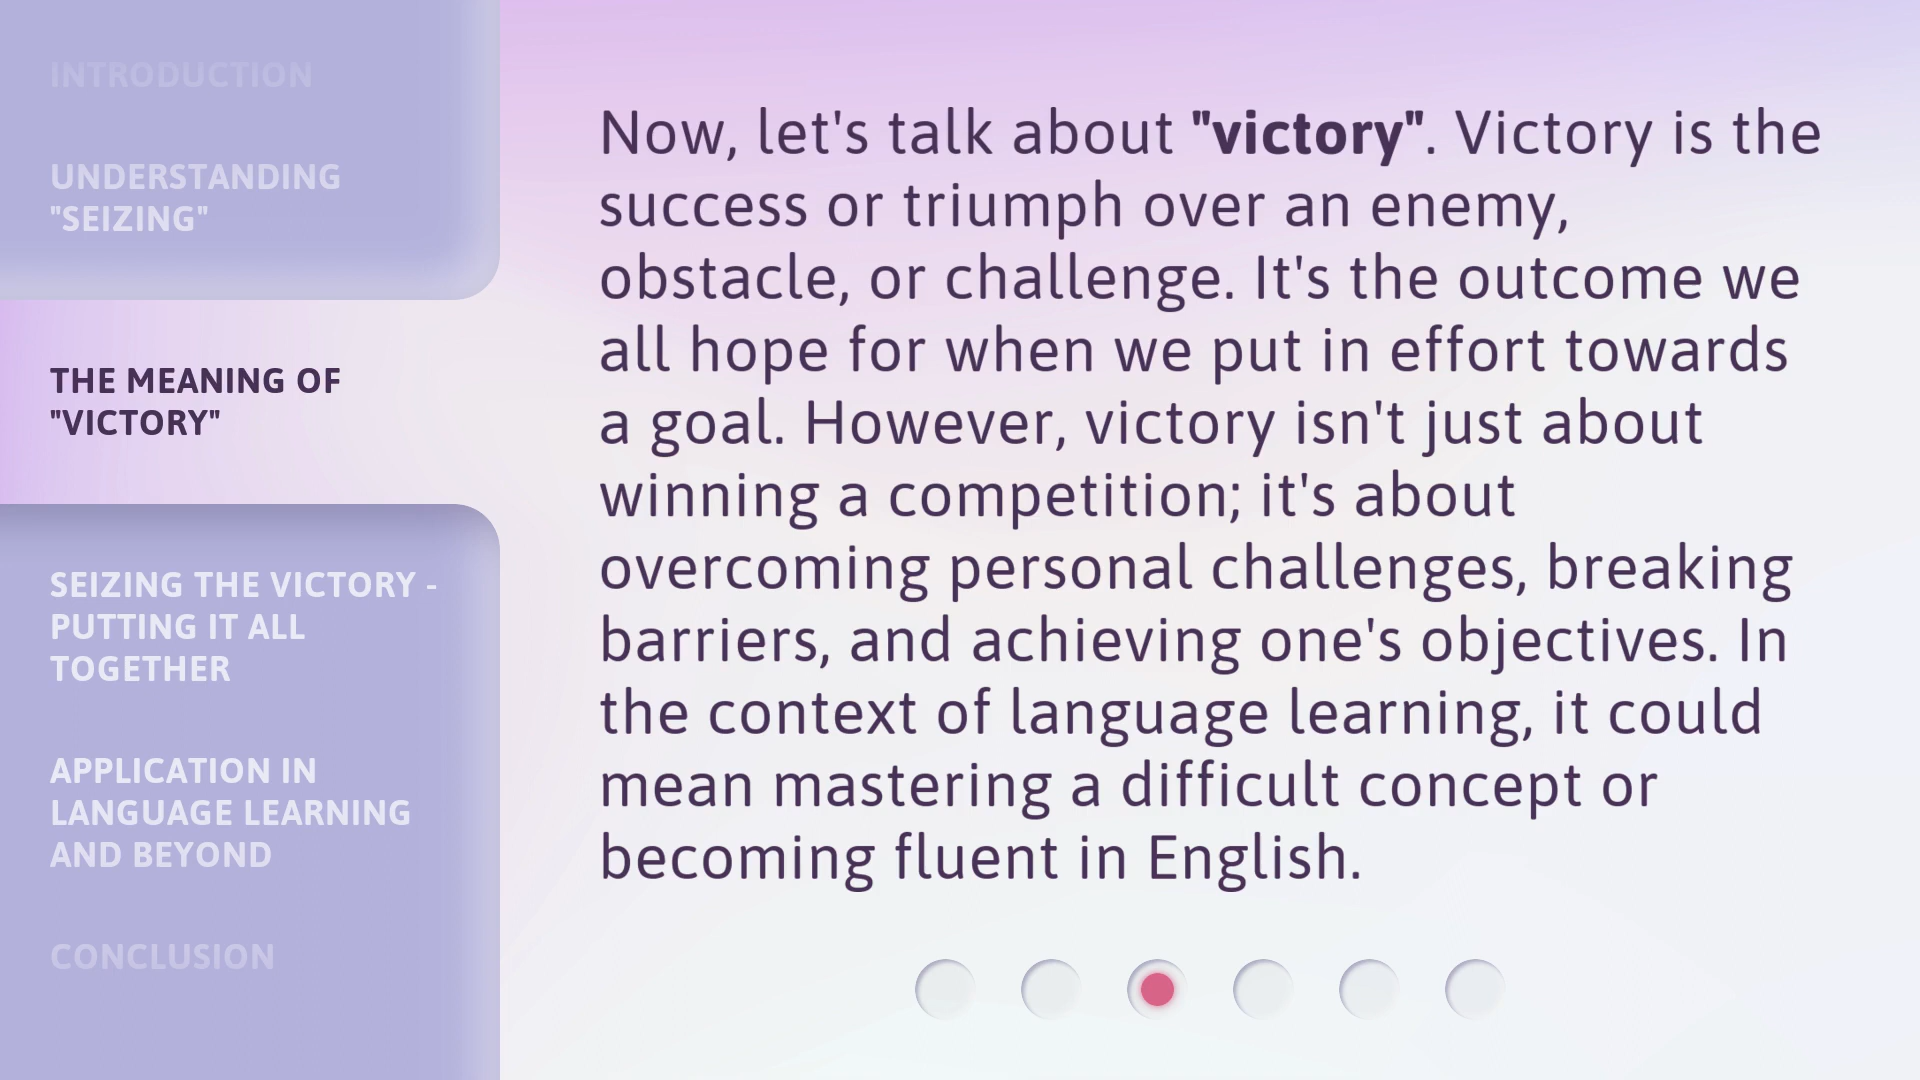 INTRODUCTION
UNDERSTANDING
"SEIZING"
THE MEANING OF
"VICTORY"
SEIZING THE VICTORY -
PUTTING IT ALL
TOGETHER
APPLICATION IN
LANGUAGE LEARNING
AND BEYOND
CONCLUSION
Now, let's talk about "victory". Victory is the
success or triumph over an enemy,
obstacle, or challenge. It's the outcome we
all hope for when we put in effort towards
a goal. However, victory isn't just about
winning a competition; it's about
overcoming personal challenges, breaking
barriers, and achieving one's objectives. In
the context of language learning, it could
mean mastering a difficult concept or
becoming fluent in English.